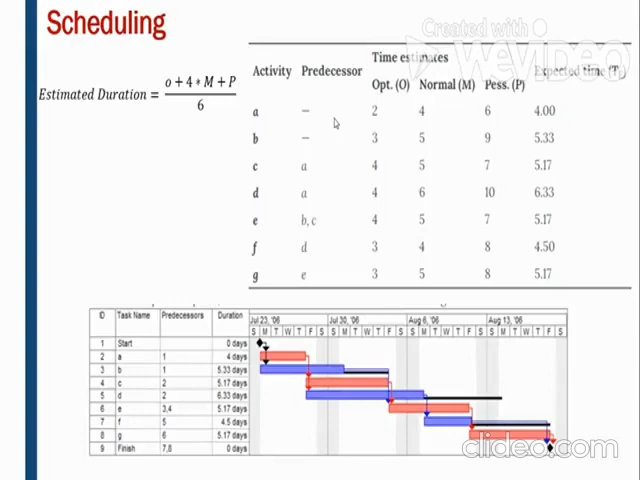 Scheduling
Created with
WeVideo
Estimated Duration = o + 4 * M + P
6
Time estimates
Activity Predecessor Expected time (TE)
Opt. (O) Normal (M) Pess. (P)
a — 2 4 6 4.00
b — 3 5 9 5.33
c a 4 5 7 5.17
d a 4 6 10 6.33
e b, c 4 5 7 5.17
f d 3 4 8 4.50
g e 3 5 8 5.17
ID Task Name Predecessors Duration Jul 23, '06 Jul 30, '06 Aug 6, '06 Aug 13, '06
S M T W T F S S M T W T F S S M T W T F S S M T W T F S
1 Start 0 days
2 a 1 4 days
3 b 1 5.33 days
4 c 2 5.17 days
5 d 2 6.33 days
6 e 3,4 5.17 days
7 f 5 4.5 days
8 g 6 5.17 days
9 Finish 7,8 0 days
clideo.com